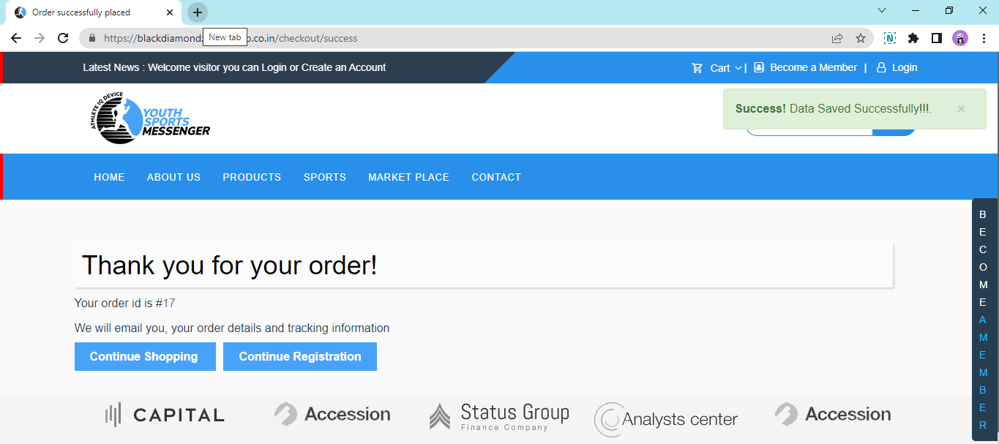 Order successfully placed
https://blackdiamond
New tab
.co.in/checkout/success
Latest News : Welcome visitor you can Login or Create an Account
Cart | Become a Member | Login
ATHLETE IQ DEVICE
YOUTH
SPORTS
MESSENGER
Success! Data Saved Successfully!!!. ×
HOME ABOUT US PRODUCTS SPORTS MARKET PLACE CONTACT
BECOME A MEMBER
Thank you for your order!
Your order id is #17
We will email you, your order details and tracking information
Continue Shopping Continue Registration
CAPITAL Accession Status Group Analysts center Accession
Finance Company